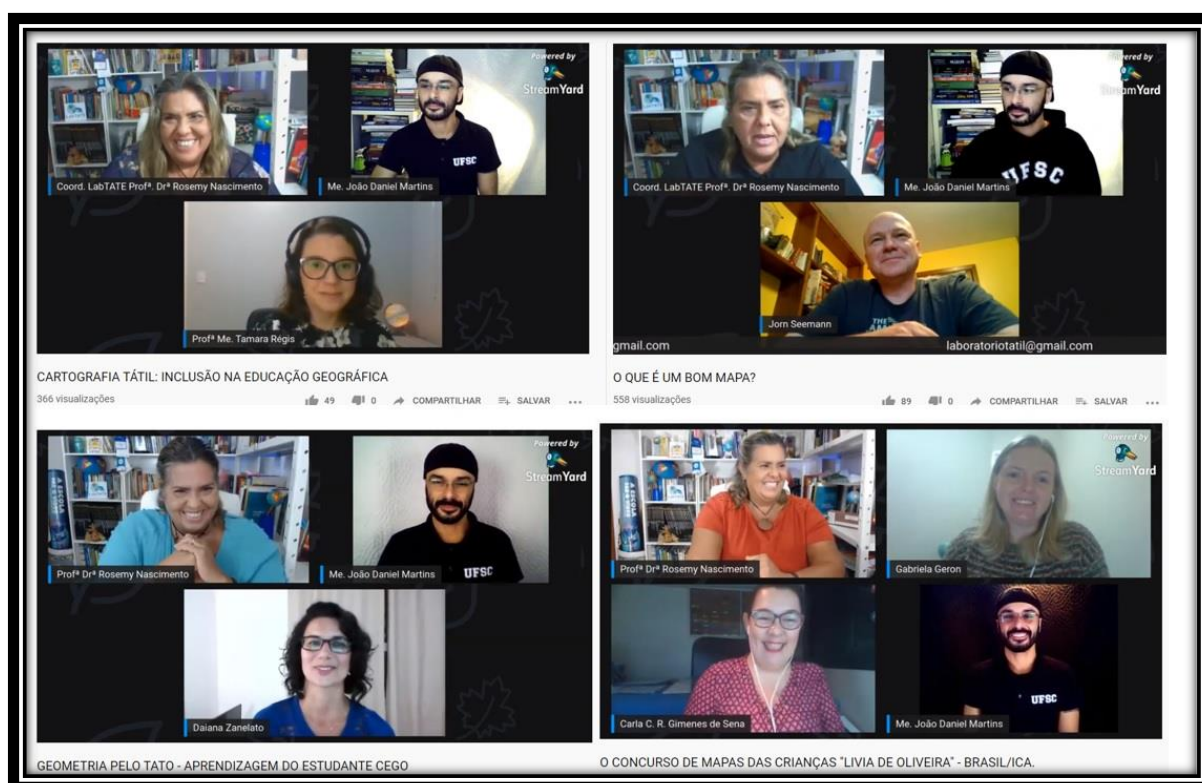 Powered by
StreamYard
UFSC
Coord. LabTATE Profª. Drª Rosemy Nascimento
Me. João Daniel Martins
Profª Me. Tamara Régis
CARTOGRAFIA TÁTIL: INCLUSÃO NA EDUCAÇÃO GEOGRÁFICA
366 visualizações
49 0 COMPARTILHAR SALVAR ...
Powered by
StreamYard
UFSC
Coord. LabTATE Profª. Drª Rosemy Nascimento
Me. João Daniel Martins
THE
Jorn Seemann
gmail.com
laboratoriotatil@gmail.com
O QUE É UM BOM MAPA?
558 visualizações
89 0 COMPARTILHAR SALVAR ...
Powered by
StreamYard
UFSC
Profª Drª Rosemy Nascimento
Me. João Daniel Martins
Daiana Zanelato
GEOMETRIA PELO TATO - APRENDIZAGEM DO ESTUDANTE CEGO
Powered by
StreamYard
A ESCOLA
Profª Drª Rosemy Nascimento
Gabriela Geron
UFSC
Carla C. R. Gimenes de Sena
Me. João Daniel Martins
O CONCURSO DE MAPAS DAS CRIANÇAS "LIVIA DE OLIVEIRA" - BRASIL/ICA.